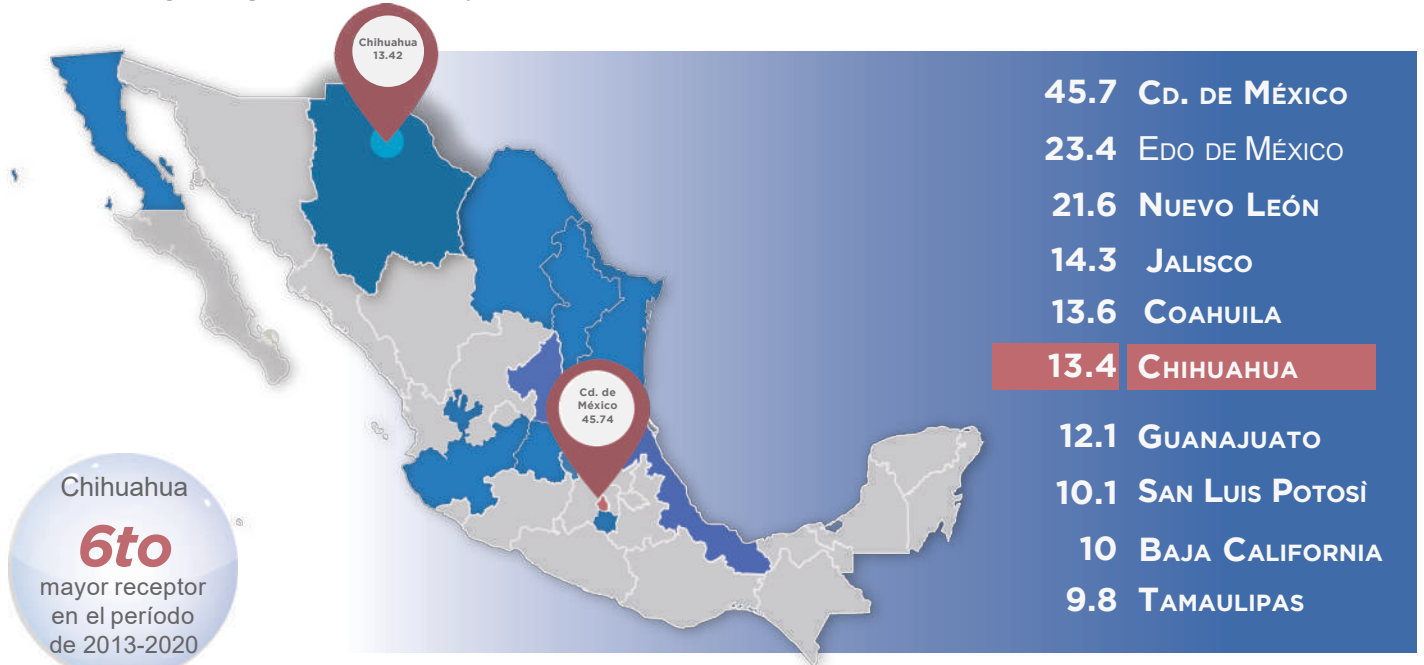 Chihuahua
13.42
45.7 Cd. de México
23.4 Edo de México
21.6 Nuevo León
14.3 Jalisco
13.6 Coahuila
13.4 Chihuahua
12.1 Guanajuato
10.1 San Luis Potosì
10 Baja California
9.8 Tamaulipas
Cd. de
México
45.74
Chihuahua
6to
mayor receptor
en el período
de 2013-2020